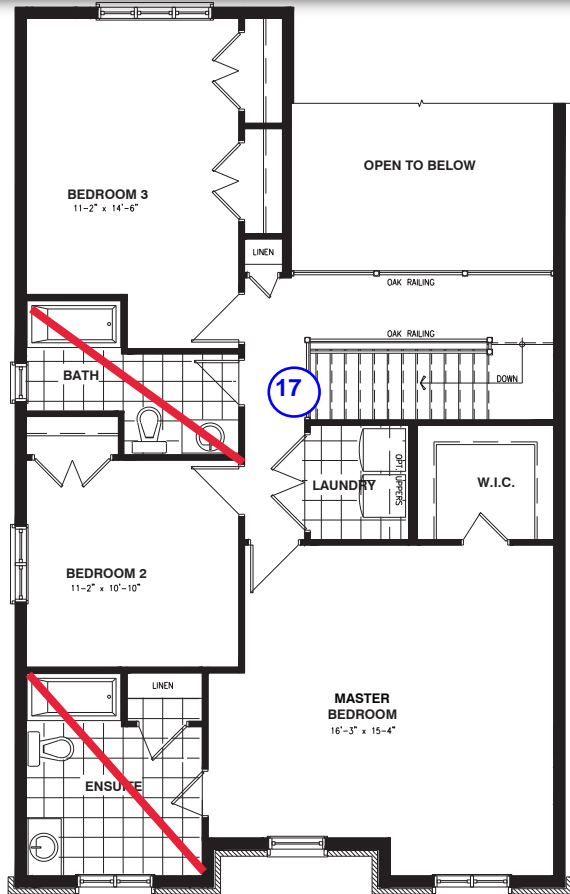 OPEN TO BELOW
BEDROOM 3
11-2" x 14'-6"
LINEN
OAK RAILING
OAK RAILING
BATH
17
DOWN
LAUNDRY
OPT. UPPERS
W.I.C.
BEDROOM 2
11-2" x 10'-10"
LINEN
MASTER
BEDROOM
16'-3" x 15-4"
ENSUITE